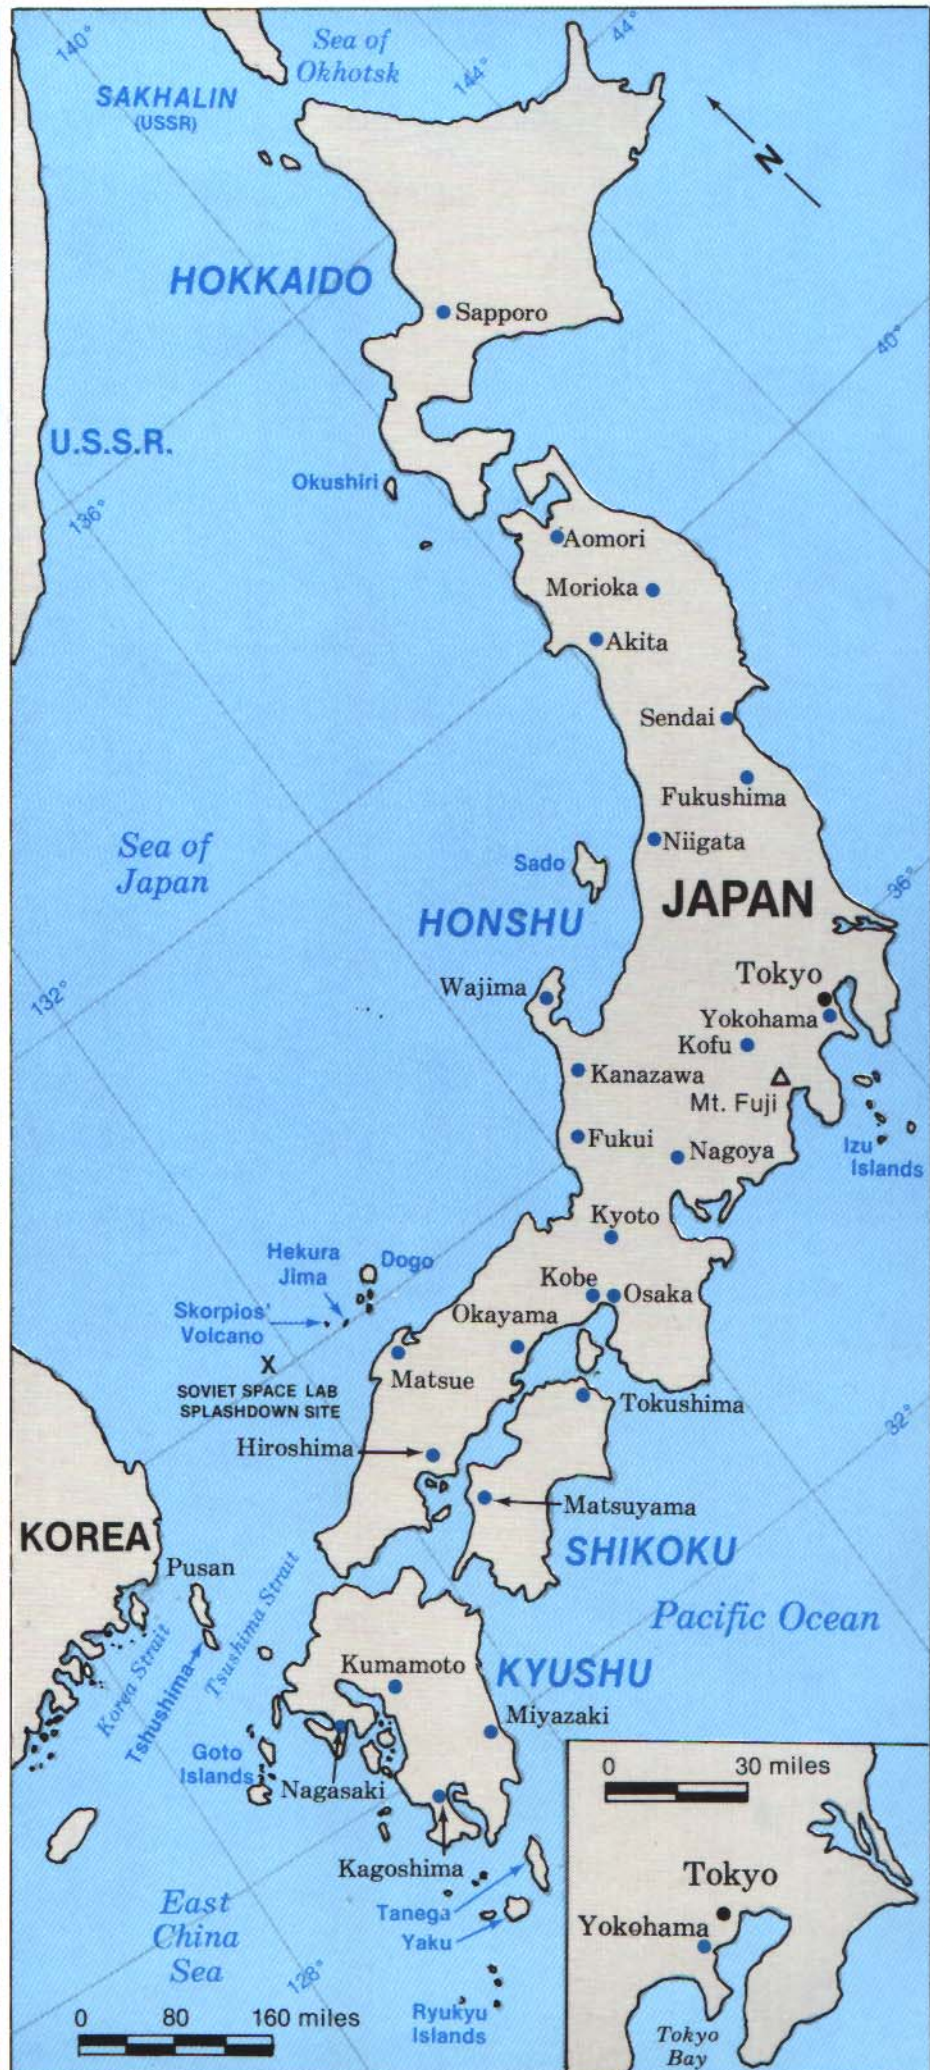 140°
Sea of
Okhotsk
144°
44°
SAKHALIN
(USSR)
N
HOKKAIDO
Sapporo
40°
U.S.S.R.
Okushiri
136°
Aomori
Morioka
Akita
Sendai
Fukushima
Niigata
Sea of
Japan
Sado
JAPAN
36°
HONSHU
Tokyo
Wajima
132°
Yokohama
Kofu
Kanazawa
Mt. Fuji
Fukui
Nagoya
Izu
Islands
Kyoto
Hekura
Jima
Dogo
Kobe
Osaka
Skorpios'
Volcano
Okayama
X
Matsue
SOVIET SPACE LAB
SPLASHDOWN SITE
Tokushima
32°
Hiroshima
Matsuyama
KOREA
SHIKOKU
Pusan
Pacific Ocean
Korea Strait
Tshushima
Tsushima Strait
Kumamoto
KYUSHU
Miyazaki
Goto
Islands
Nagasaki
Kagoshima
Tanega
Yaku
East
China
Sea
128°
Ryukyu
Islands
0 80 160 miles
0 30 miles
Tokyo
Yokohama
Tokyo
Bay